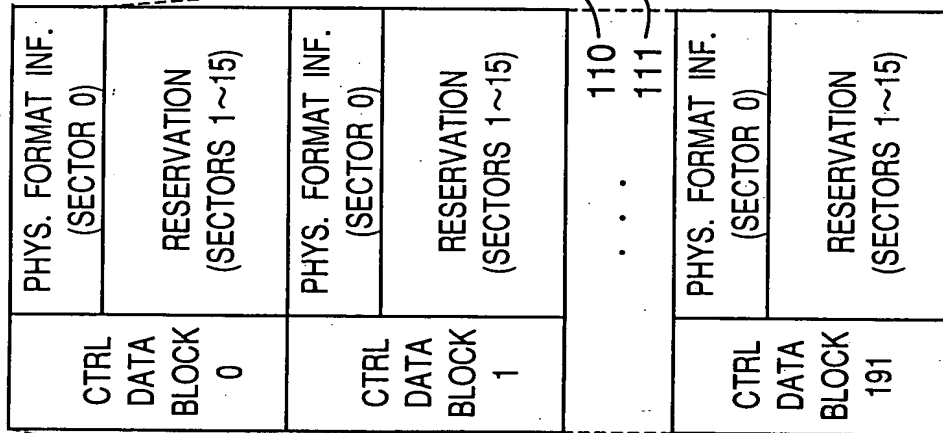 CTRL
DATA
BLOCK
0
PHYS. FORMAT INF.
(SECTOR 0)
RESERVATION
(SECTORS 1~15)
CTRL
DATA
BLOCK
1
PHYS. FORMAT INF.
(SECTOR 0)
RESERVATION
(SECTORS 1~15)
. . .
110
111
CTRL
DATA
BLOCK
191
PHYS. FORMAT INF.
(SECTOR 0)
RESERVATION
(SECTORS 1~15)